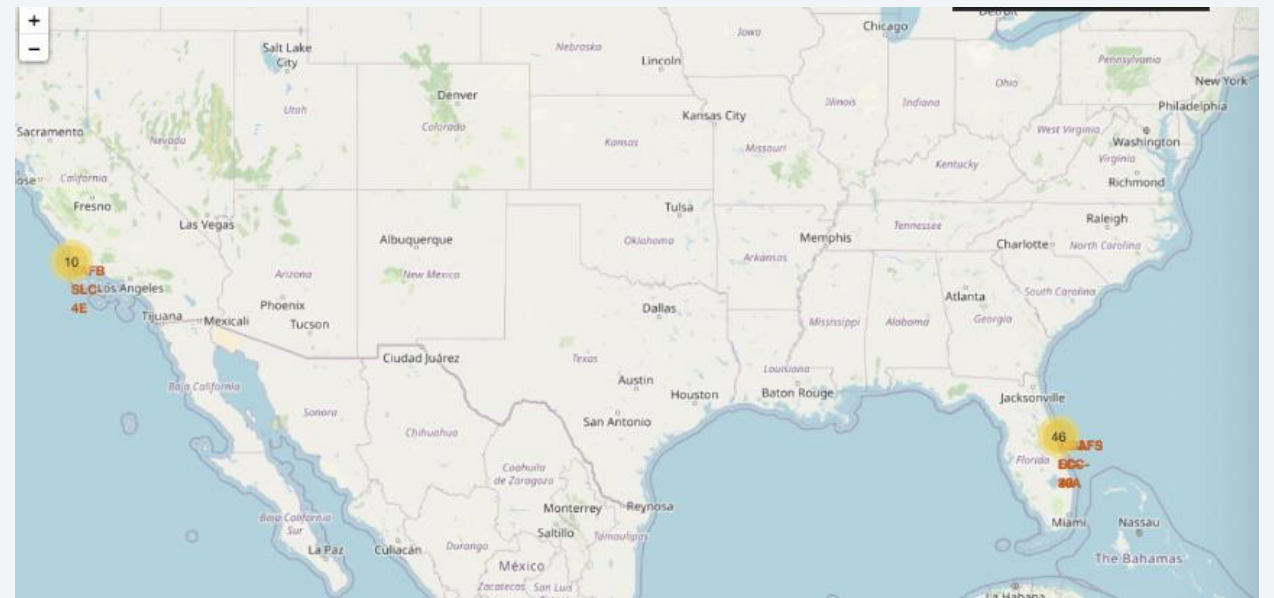 +
−
Chicago
Detroit
Iowa
Nebraska
Salt Lake
City
Lincoln
Pennsylvania
New York
Denver
Ohio
Utah
Illinois
Indiana
Philadelphia
Kansas City
Colorado
Sacramento
Nevada
Kansas
Missouri
West Virginia
Washington
Virginia
Kentucky
California
Richmond
Fresno
Tulsa
Las Vegas
Raleigh
Albuquerque
Oklahoma
Tennessee
Memphis
Charlotte
North Carolina
Arkansas
10
AFB
Arizona
New Mexico
SLC-
Los Angeles
South Carolina
Atlanta
4E
Phoenix
Dallas
Tijuana
Mexicali
Tucson
Mississippi
Alabama
Georgia
Ciudad Juárez
Texas
Louisiana
Austin
Baja California
Houston
Baton Rouge
Jacksonville
Sonora
San Antonio
Chihuahua
46
AFS
Florida
Coahuila
de Zaragoza
Monterrey
Reynosa
Baja California
Sur
Saltillo
Tamaulipas
Miami
Nassau
La Paz
Culiacán
Durango
The Bahamas
México
Zacatecas
San Luis
La Habana